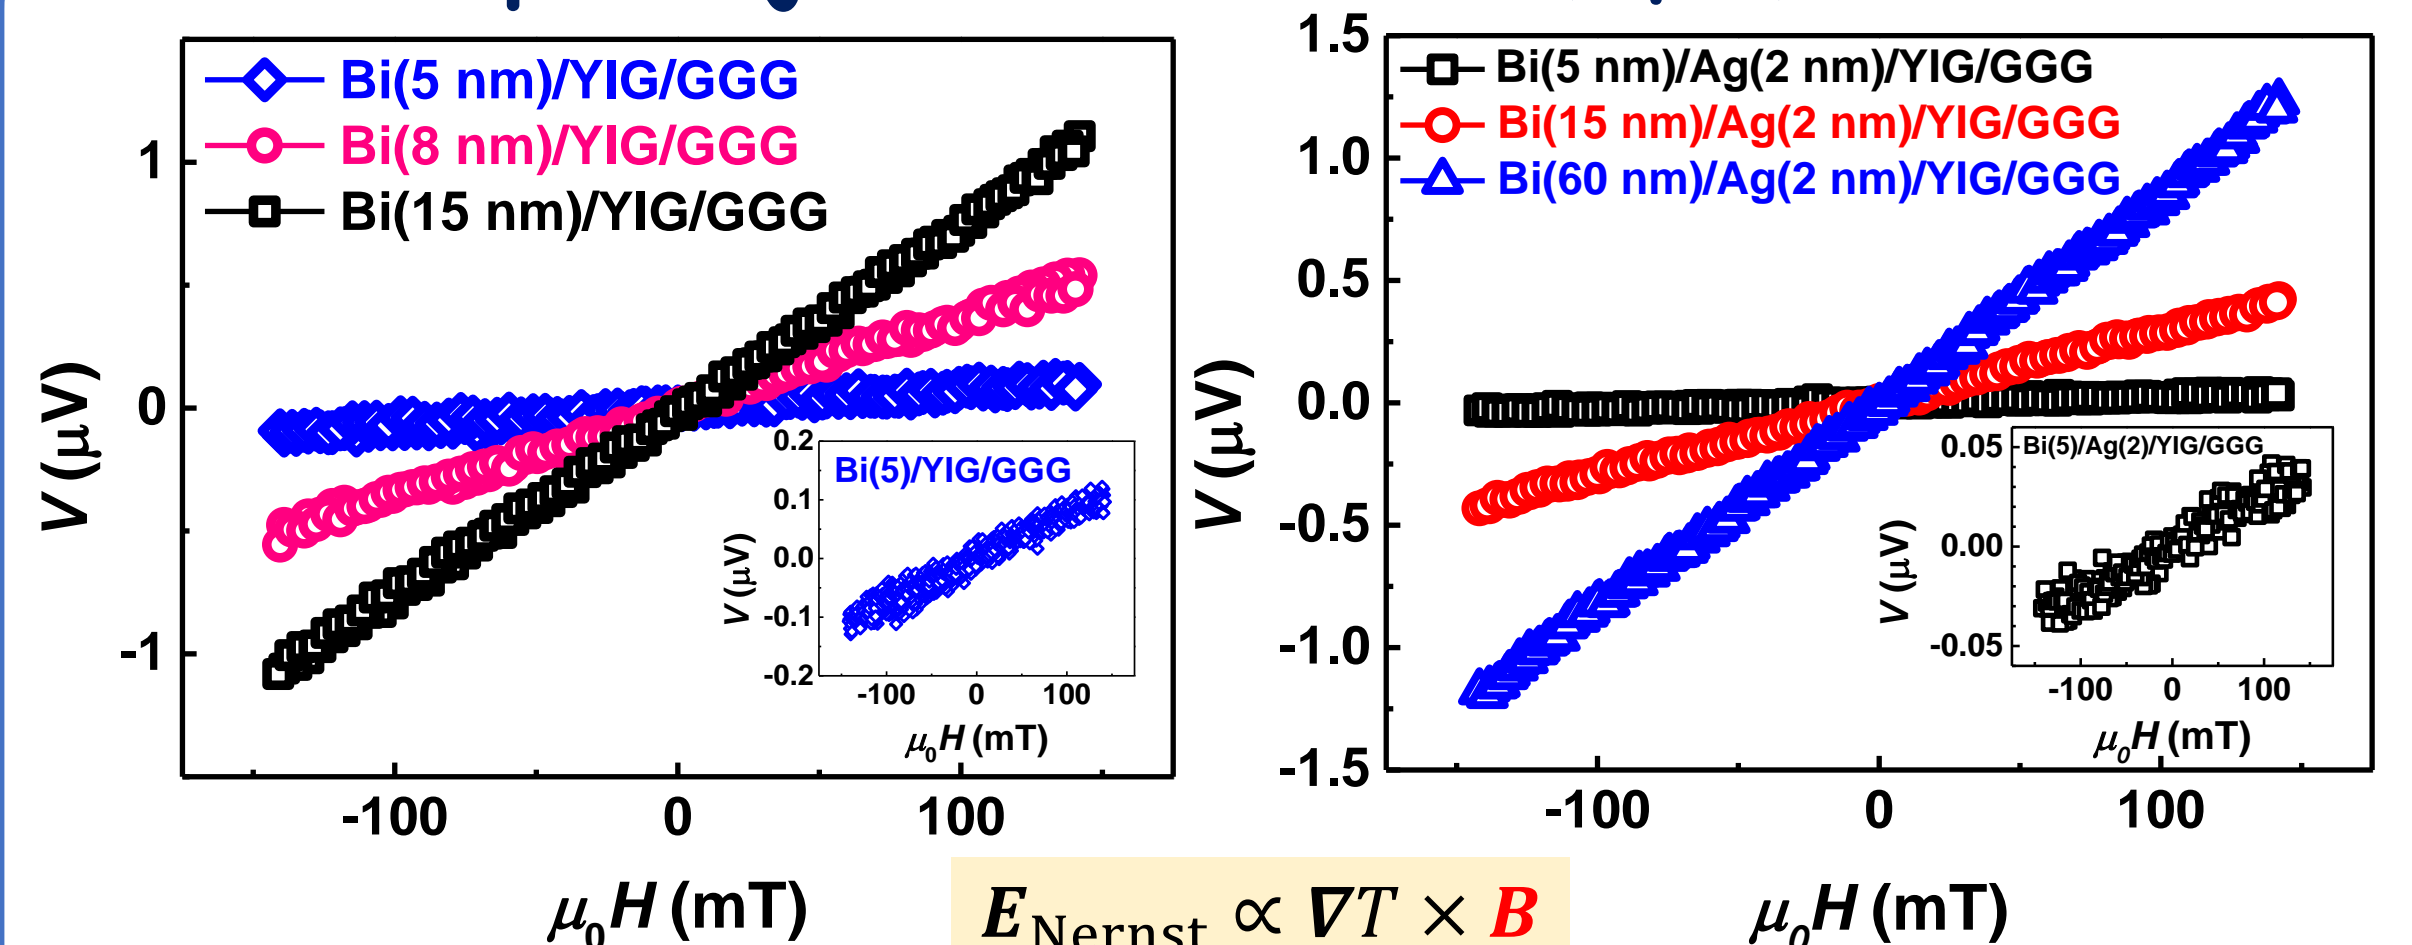 Bi(5 nm)/YIG/GGG
Bi(8 nm)/YIG/GGG
Bi(15 nm)/YIG/GGG
1
0
-1
V (μV)
-100 0 100
μ0H (mT)
Bi(5)/YIG/GGG
0.2
0.1
0.0
-0.1
-0.2
V (μV)
-100 0 100
μ0H (mT)
Bi(5 nm)/Ag(2 nm)/YIG/GGG
Bi(15 nm)/Ag(2 nm)/YIG/GGG
Bi(60 nm)/Ag(2 nm)/YIG/GGG
1.5
1.0
0.5
0.0
-0.5
-1.0
-1.5
V (μV)
-100 0 100
μ0H (mT)
Bi(5)/Ag(2)/YIG/GGG
0.05
0.00
-0.05
V (μV)
-100 0 100
μ0H (mT)
E_Nernst ∝ ∇T × B